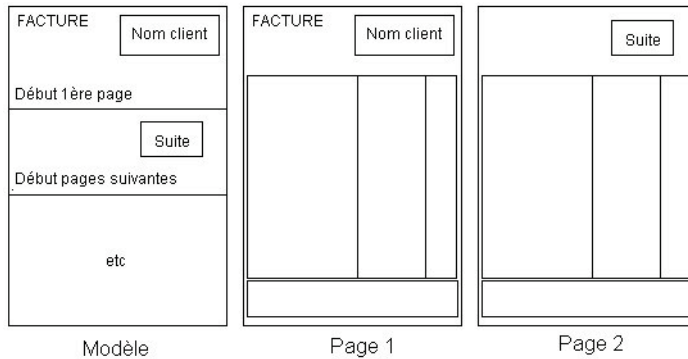 FACTURE
Nom client
Début 1ère page
Suite
Début pages suivantes
etc
Modèle
FACTURE
Nom client
Page 1
Suite
Page 2